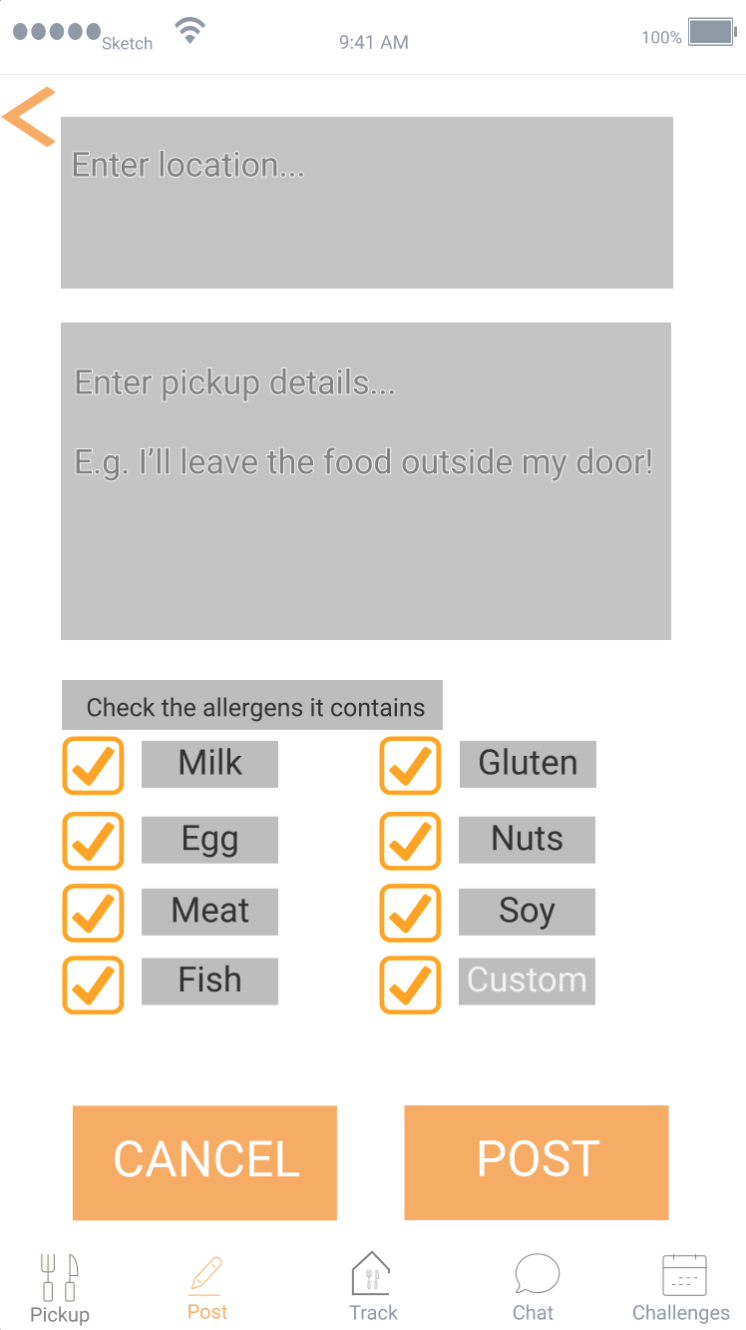 Sketch 9:41 AM 100%
Enter location...
Enter pickup details...
E.g. I’ll leave the food outside my door!
Check the allergens it contains
Milk Gluten
Egg Nuts
Meat Soy
Fish Custom
CANCEL POST
Pickup Post Track Chat Challenges